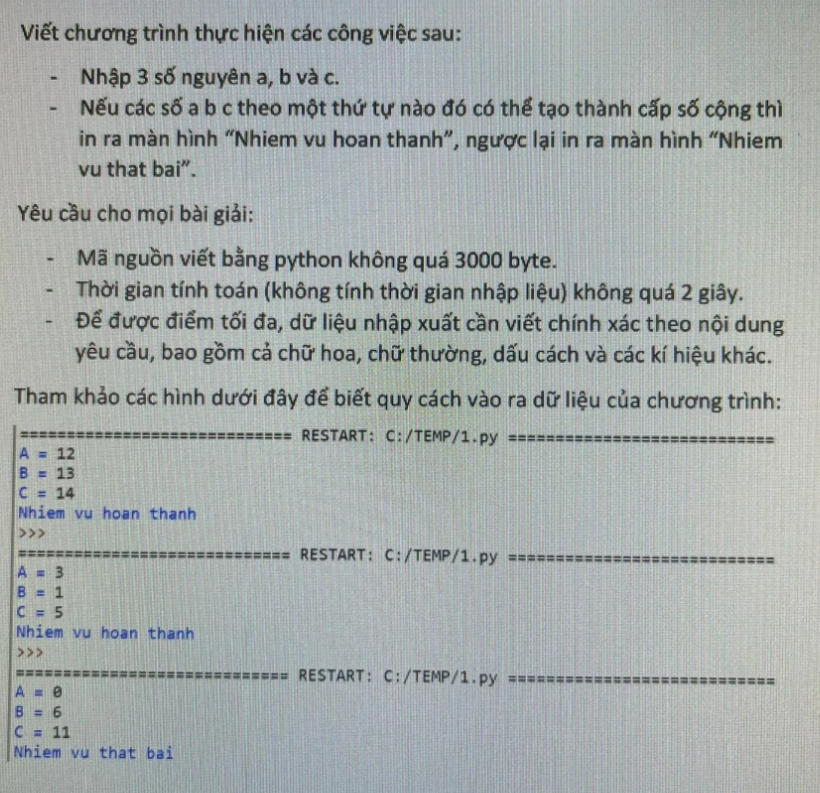 Viết chương trình thực hiện các công việc sau:
- Nhập 3 số nguyên a, b và c.
- Nếu các số a b c theo một thứ tự nào đó có thể tạo thành cấp số cộng thì
in ra màn hình “Nhiem vu hoan thanh”, ngược lại in ra màn hình “Nhiem
vu that bai”.
Yêu cầu cho mọi bài giải:
- Mã nguồn viết bằng python không quá 3000 byte.
- Thời gian tính toán (không tính thời gian nhập liệu) không quá 2 giây.
- Để được điểm tối đa, dữ liệu nhập xuất cần viết chính xác theo nội dung
yêu cầu, bao gồm cả chữ hoa, chữ thường, dấu cách và các kí hiệu khác.
Tham khảo các hình dưới đây để biết quy cách vào ra dữ liệu của chương trình:
============================= RESTART: C:/TEMP/1.py =============================
A = 12
B = 13
C = 14
Nhiem vu hoan thanh
>>>
============================= RESTART: C:/TEMP/1.py =============================
A = 3
B = 1
C = 5
Nhiem vu hoan thanh
>>>
============================= RESTART: C:/TEMP/1.py =============================
A = 0
B = 6
C = 11
Nhiem vu that bai